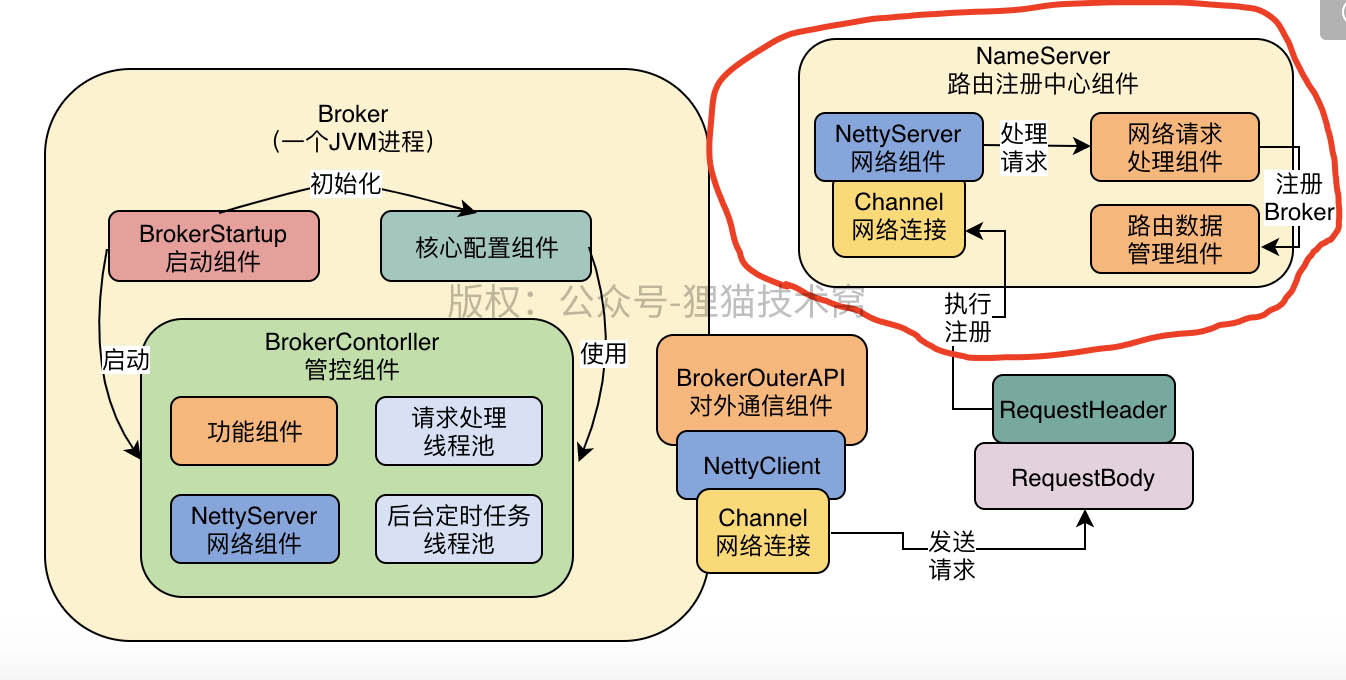 Broker
（一个JVM进程）
初始化
BrokerStartup
启动组件
核心配置组件
启动
使用
BrokerContorller
管控组件
功能组件
请求处理
线程池
NettyServer
网络组件
后台定时任务
线程池
版权：公众号-狸猫技术窝
BrokerOuterAPI
对外通信组件
NettyClient
Channel
网络连接
发送
请求
RequestHeader
RequestBody
执行
注册
NameServer
路由注册中心组件
NettyServer
网络组件
Channel
网络连接
处理
请求
网络请求
处理组件
注册
Broker
路由数据
管理组件